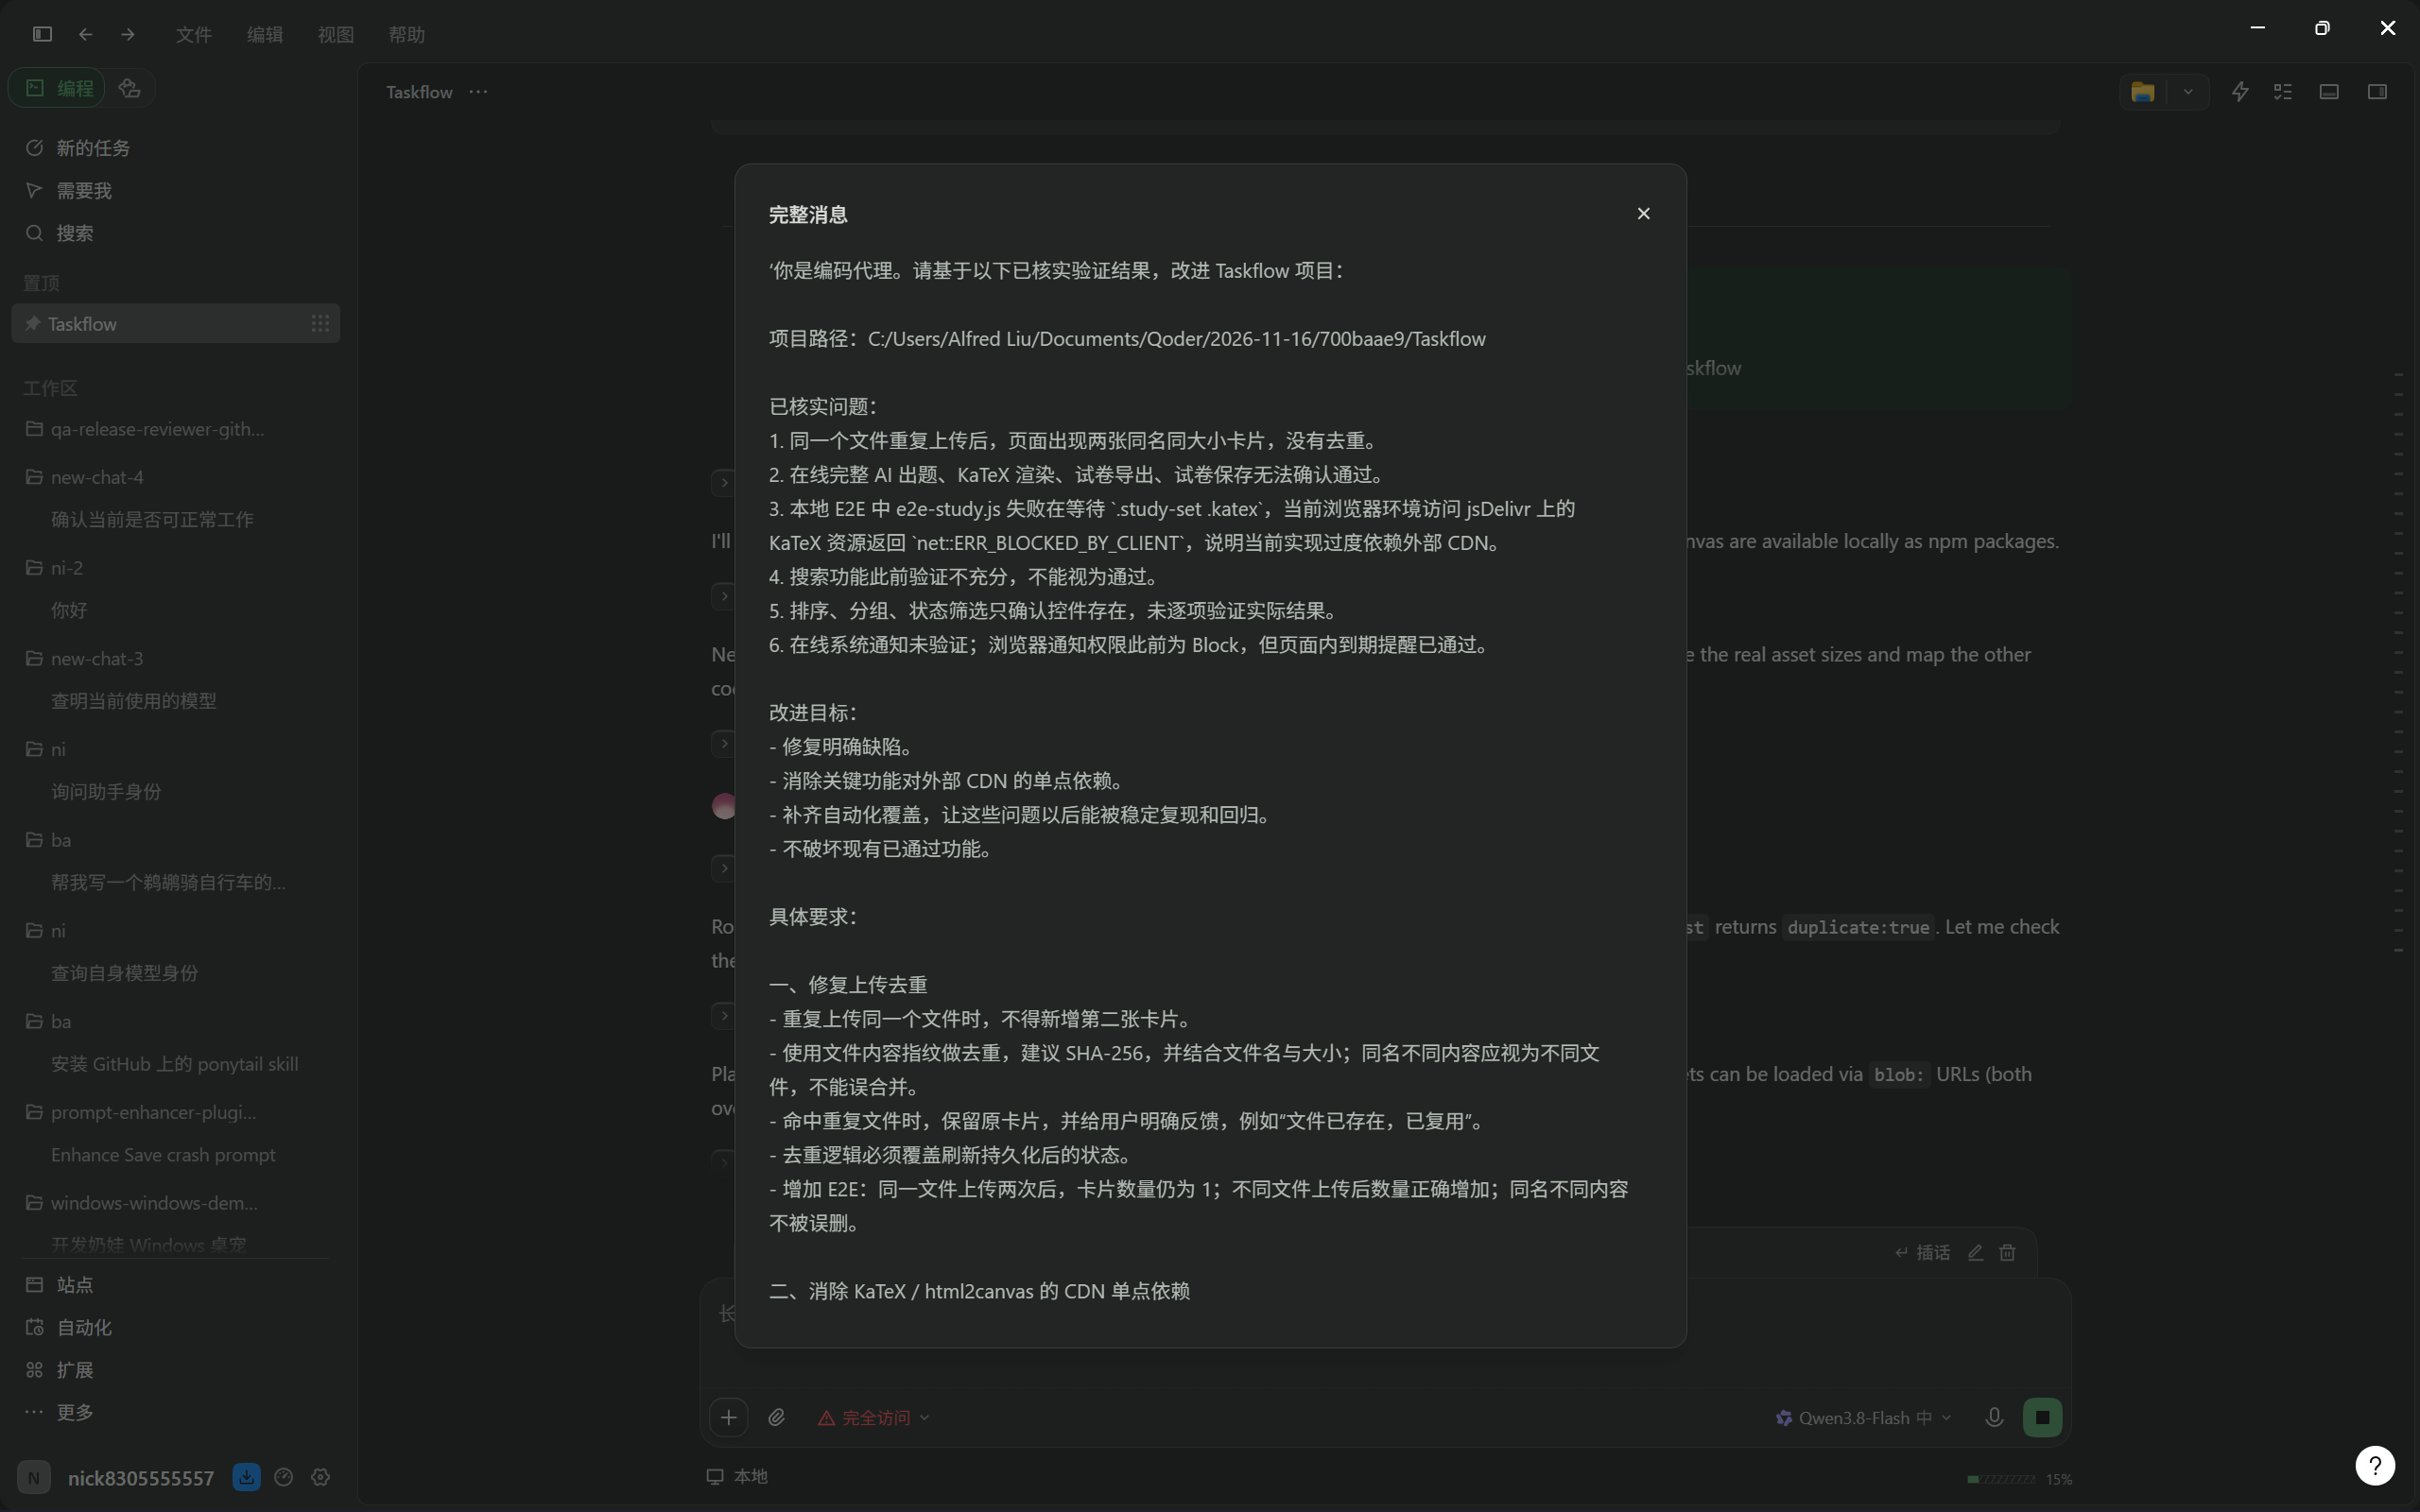 文件 编辑 视图 帮助
编程
新的任务
需要我
搜索
置顶
Taskflow
工作区
qa-release-reviewer-gith...
new-chat-4
确认当前是否可正常工作
ni-2
你好
new-chat-3
查明当前使用的模型
ni
询问助手身份
ba
帮我写一个鹈鹕骑自行车的...
ni
查询自身模型身份
ba
安装 GitHub 上的 ponytail skill
prompt-enhancer-plugi...
Enhance Save crash prompt
windows-windows-dem...
开发奶娃 Windows 桌宠
站点
自动化
扩展
更多
N nick8305555557
Taskflow
完整消息
'你是编码代理。请基于以下已核实验证结果，改进 Taskflow 项目：
项目路径：C:/Users/Alfred Liu/Documents/Qoder/2026-11-16/700baae9/Taskflow
已核实问题：
1. 同一个文件重复上传后，页面出现两张同名同大小卡片，没有去重。
2. 在线完整 AI 出题、KaTeX 渲染、试卷导出、试卷保存无法确认通过。
3. 本地 E2E 中 e2e-study.js 失败在等待 `.study-set .katex`，当前浏览器环境访问 jsDelivr 上的
KaTeX 资源返回 `net::ERR_BLOCKED_BY_CLIENT`，说明当前实现过度依赖外部 CDN。
4. 搜索功能此前验证不充分，不能视为通过。
5. 排序、分组、状态筛选只确认控件存在，未逐项验证实际结果。
6. 在线系统通知未验证；浏览器通知权限此前为 Block，但页面内到期提醒已通过。
改进目标：
- 修复明确缺陷。
- 消除关键功能对外部 CDN 的单点依赖。
- 补齐自动化覆盖，让这些问题以后能被稳定复现和回归。
- 不破坏现有已通过功能。
具体要求：
一、修复上传去重
- 重复上传同一个文件时，不得新增第二张卡片。
- 使用文件内容指纹做去重，建议 SHA-256，并结合文件名与大小；同名不同内容应视为不同文
件，不能误合并。
- 命中重复文件时，保留原卡片，并给用户明确反馈，例如“文件已存在，已复用”。
- 去重逻辑必须覆盖刷新持久化后的状态。
- 增加 E2E：同一文件上传两次后，卡片数量仍为 1；不同文件上传后数量正确增加；同名不同内容
不被误删。
二、消除 KaTeX / html2canvas 的 CDN 单点依赖
skflow
I'll
nvas are available locally as npm packages.
Ne
e the real asset sizes and map the other
coo
Ro
st returns duplicate:true. Let me check
the
Pla
ts can be loaded via blob: URLs (both
ove
插话
长
完全访问
Qwen3.8-Flash 中
本地
15%
?